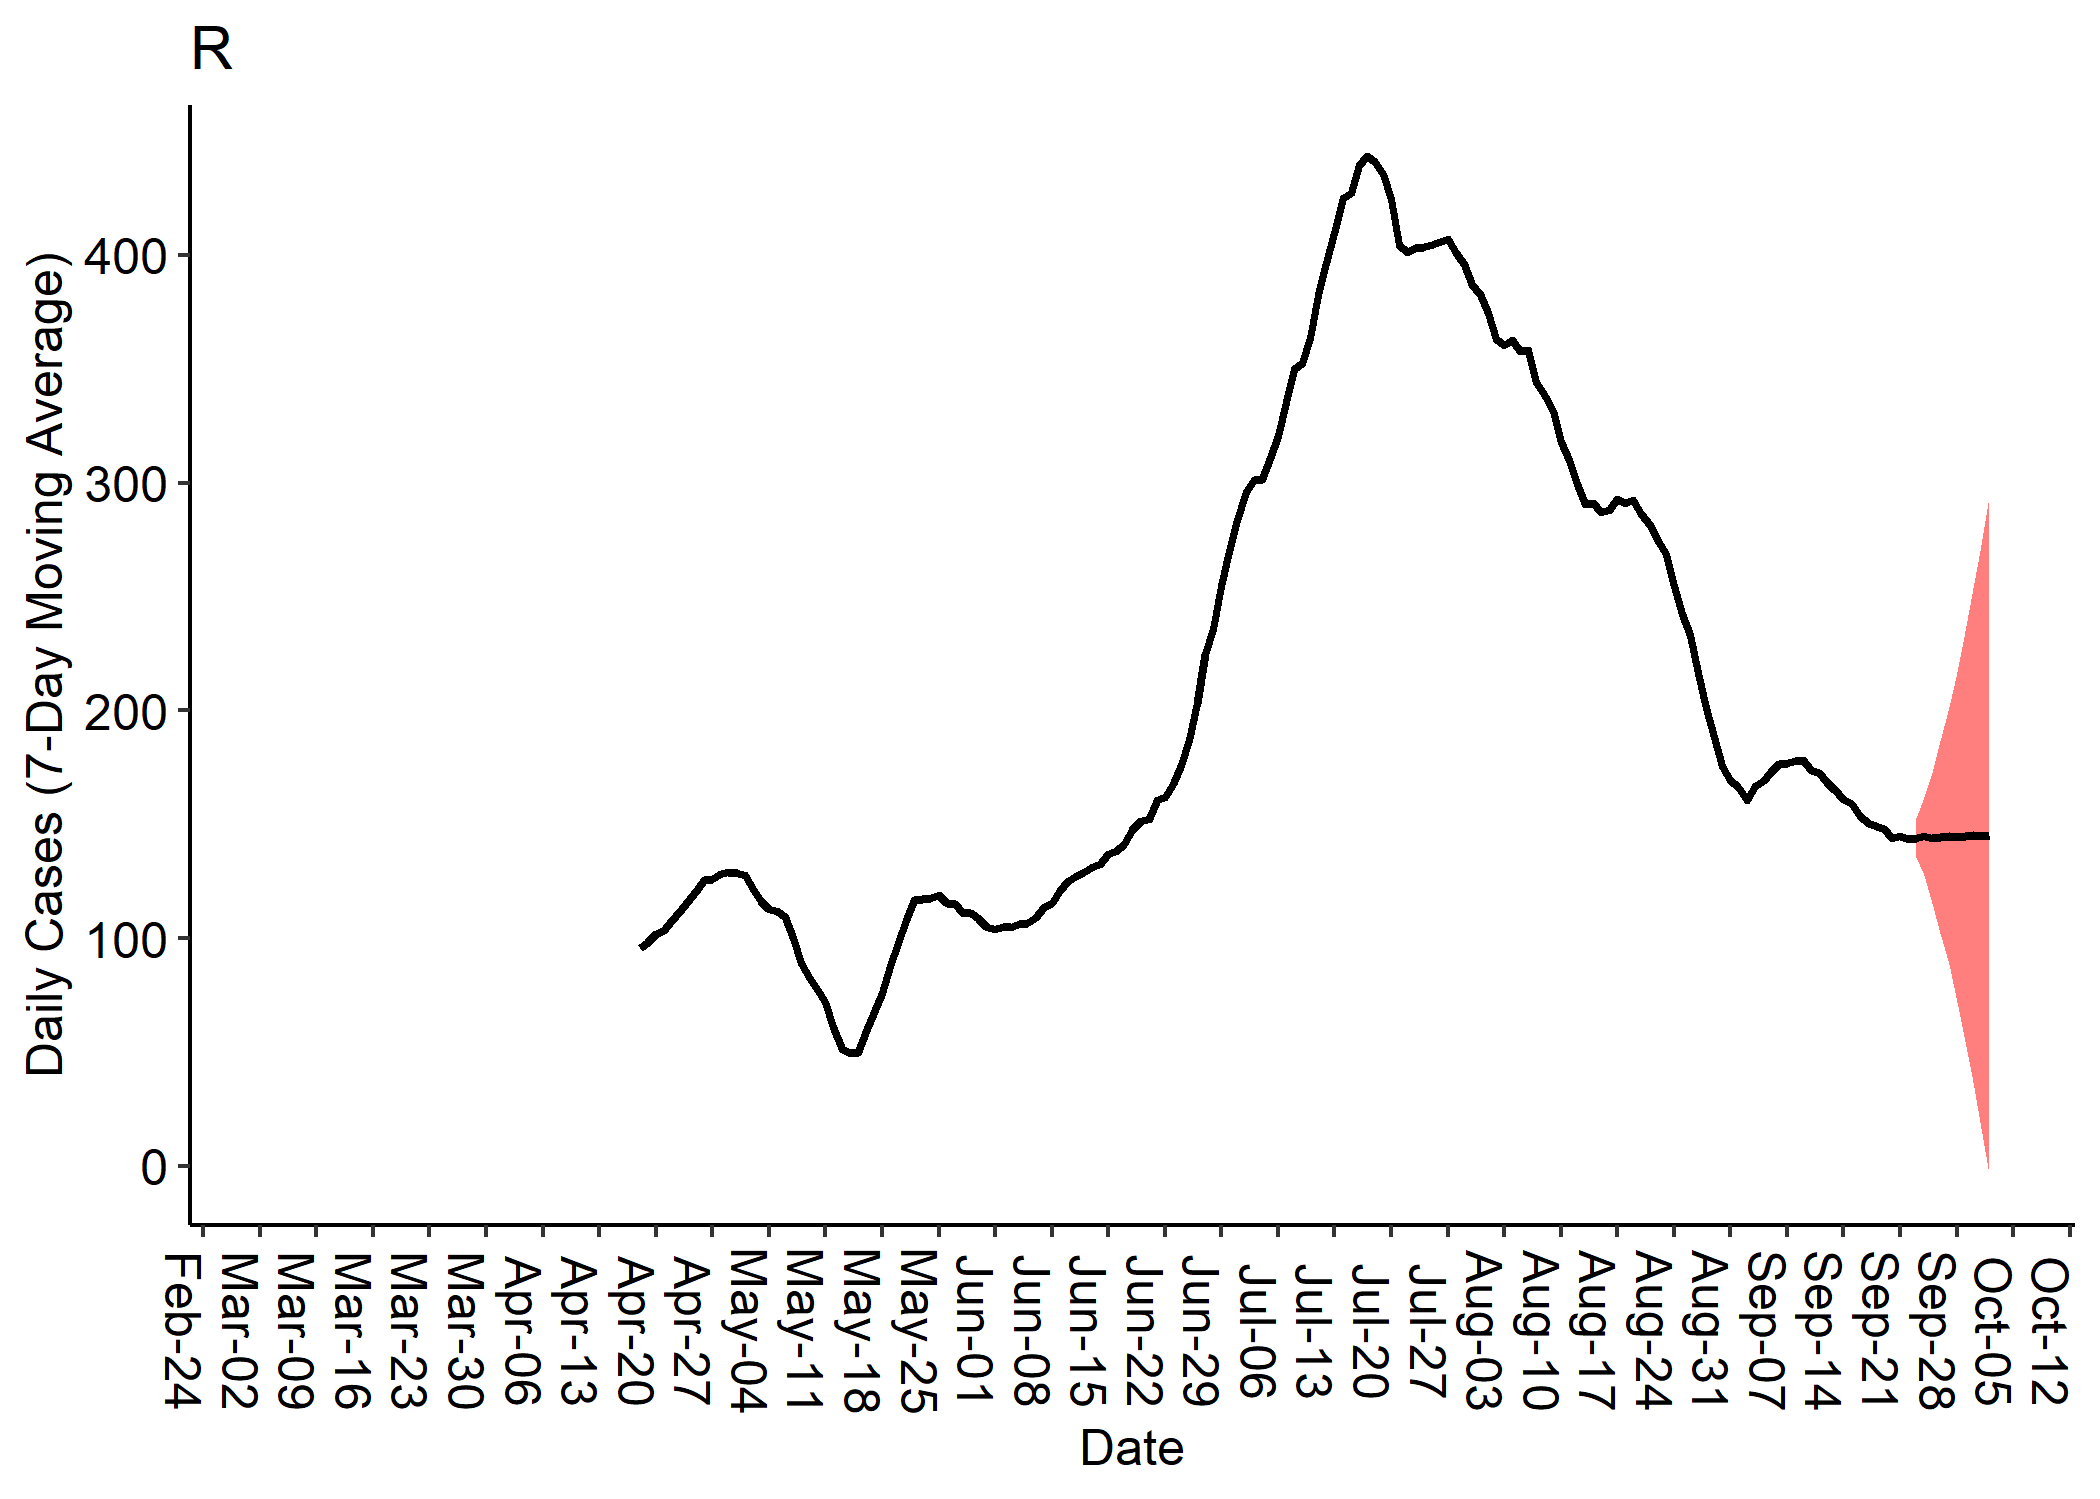 R
Daily Cases (7-Day Moving Average)
400
300
200
100
0
Feb-24
Mar-02
Mar-09
Mar-16
Mar-23
Mar-30
Apr-06
Apr-13
Apr-20
Apr-27
May-04
May-11
May-18
May-25
Jun-01
Jun-08
Jun-15
Jun-22
Jun-29
Jul-06
Jul-13
Jul-20
Jul-27
Aug-03
Aug-10
Aug-17
Aug-24
Aug-31
Sep-07
Sep-14
Sep-21
Sep-28
Oct-05
Oct-12
Date